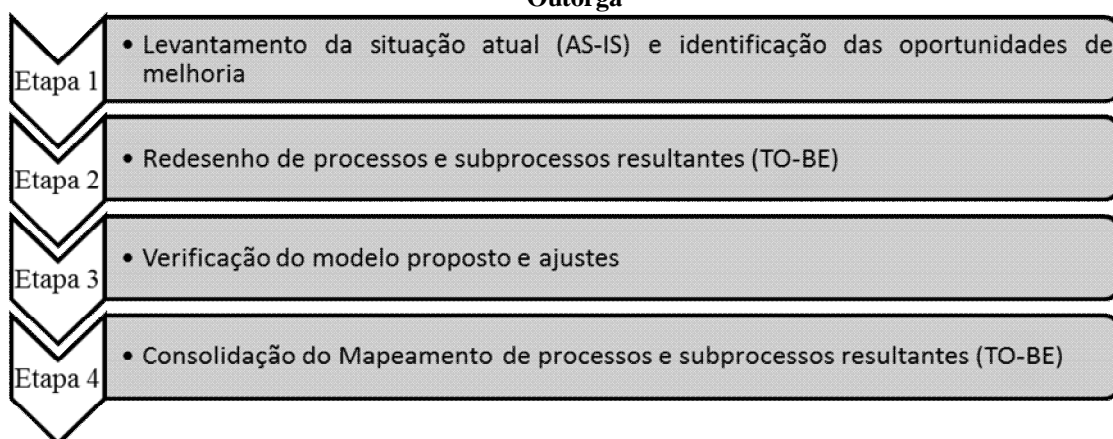 Outorga
Etapa 1
• Levantamento da situação atual (AS-IS) e identificação das oportunidades de
melhoria
Etapa 2
• Redesenho de processos e subprocessos resultantes (TO-BE)
Etapa 3
• Verificação do modelo proposto e ajustes
Etapa 4
• Consolidação do Mapeamento de processos e subprocessos resultantes (TO-BE)